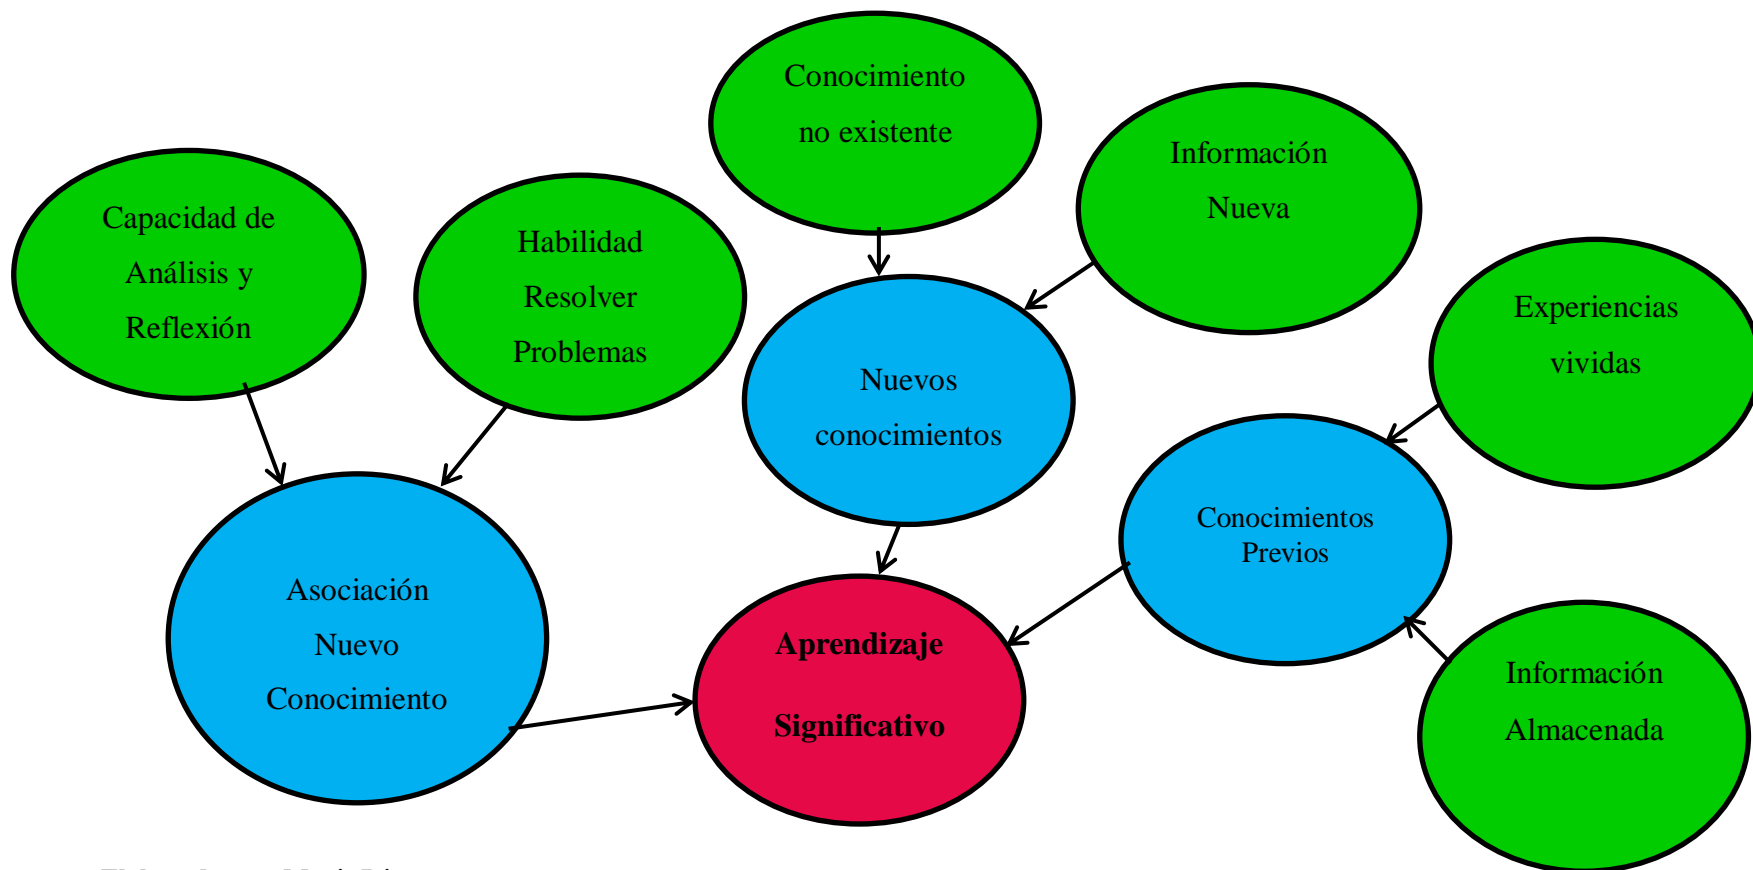 Conocimiento
no existente
Información
Nueva
Capacidad de
Análisis y
Reflexión
Habilidad
Resolver
Problemas
Experiencias
vividas
Nuevos
conocimientos
Conocimientos
Previos
Asociación
Nuevo
Conocimiento
Aprendizaje
Significativo
Información
Almacenada